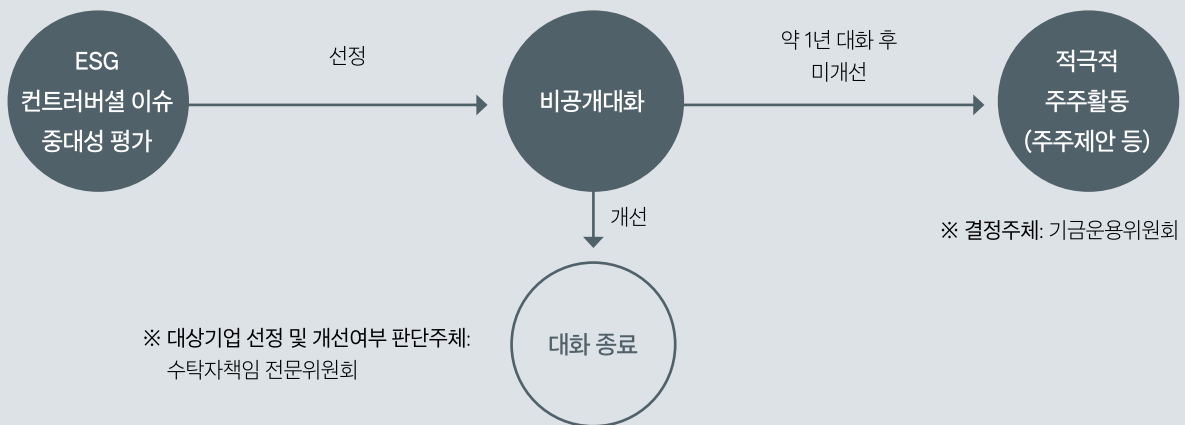 ESG
컨트러버셜 이슈
중대성 평가
선정
비공개대화
약 1년 대화 후
미개선
적극적
주주활동
(주주제안 등)
※ 결정주체: 기금운용위원회
개선
대화 종료
※ 대상기업 선정 및 개선여부 판단주체:
수탁자책임 전문위원회